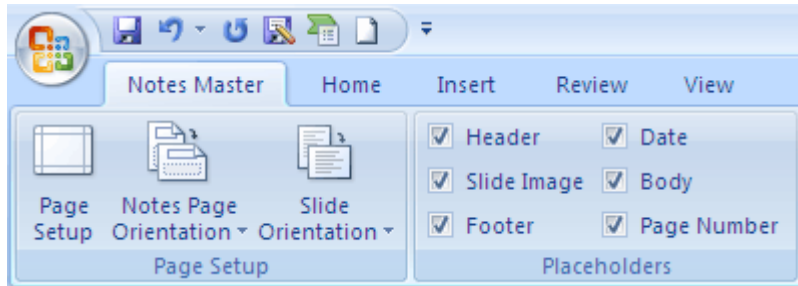 Notes Master Home Insert Review View
Header Date
Slide Image Body
Page Notes Page Slide
Setup Orientation Orientation
Footer Page Number
Page Setup Placeholders